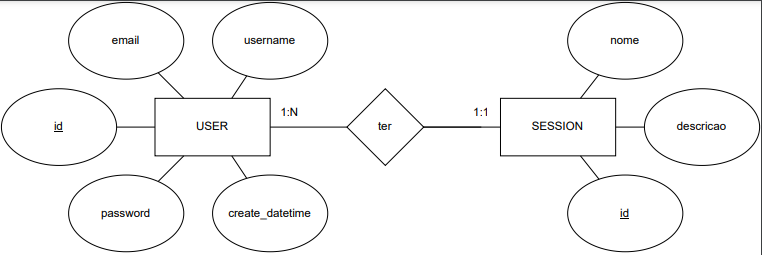 email
username
nome
1:N
1:1
id
USER
ter
SESSION
descricao
password
create_datetime
id